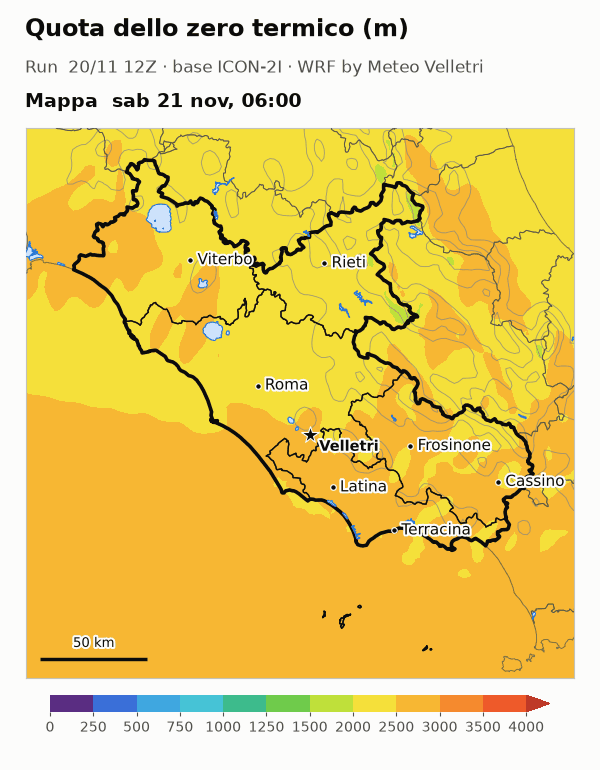 Quota dello zero termico (m)
Run  20/11 12Z · base ICON-2I · WRF by Meteo Velletri
Mappa  sab 21 nov, 06:00
Viterbo
Rieti
Roma
Velletri
Frosinone
Cassino
Latina
Terracina
50 km
0 250 500 750 1000 1250 1500 2000 2500 3000 3500 4000